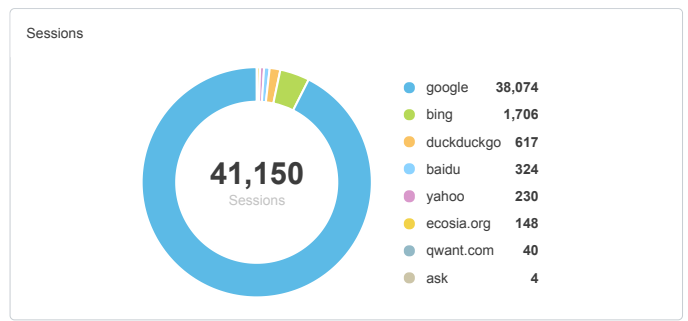 Sessions
41,150
Sessions
google 38,074
bing 1,706
duckduckgo 617
baidu 324
yahoo 230
ecosia.org 148
qwant.com 40
ask 4